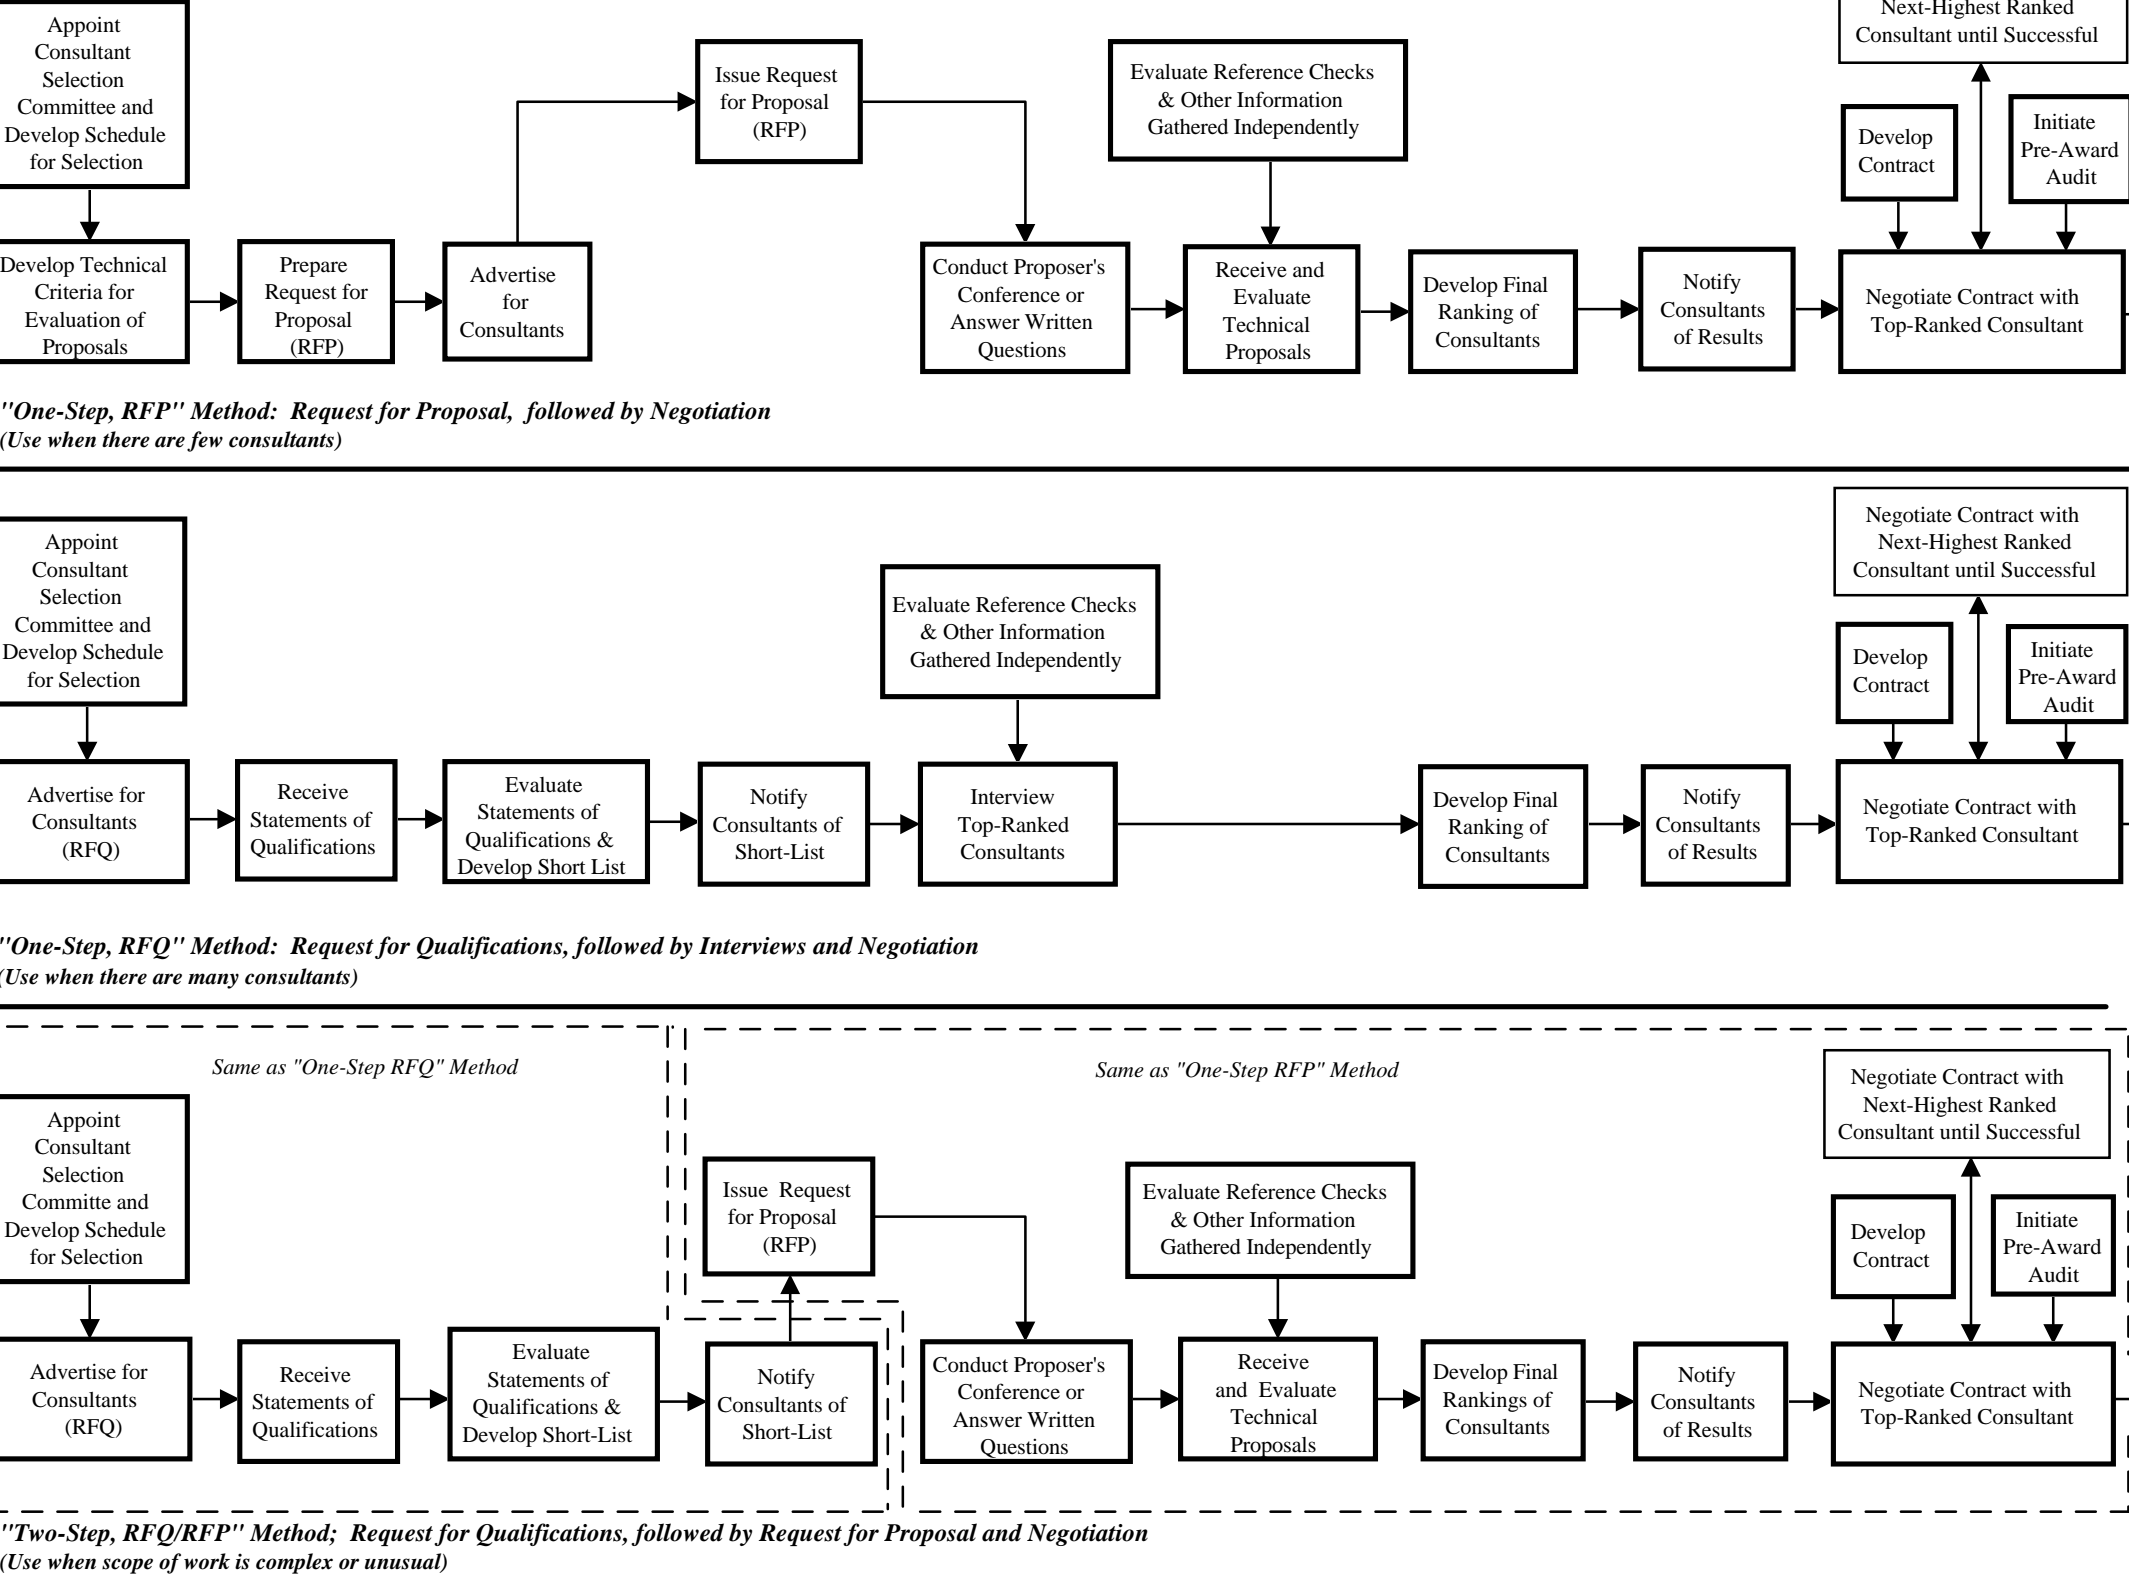 Appoint
Consultant
Selection
Committee and
Develop Schedule
for Selection
Issue Request
for Proposal
(RFP)
Evaluate Reference Checks
& Other Information
Gathered Independently
Next-Highest Ranked
Consultant until Successful
Develop
Contract
Initiate
Pre-Award
Audit
Develop Technical
Criteria for
Evaluation of
Proposals
Prepare
Request for
Proposal
(RFP)
Advertise
for
Consultants
Conduct Proposer's
Conference or
Answer Written
Questions
Receive and
Evaluate
Technical
Proposals
Develop Final
Ranking of
Consultants
Notify
Consultants
of Results
Negotiate Contract with
Top-Ranked Consultant
"One-Step, RFP" Method:  Request for Proposal,  followed by Negotiation
(Use when there are few consultants)
Appoint
Consultant
Selection
Committee and
Develop Schedule
for Selection
Evaluate Reference Checks
& Other Information
Gathered Independently
Negotiate Contract with
Next-Highest Ranked
Consultant until Successful
Develop
Contract
Initiate
Pre-Award
Audit
Advertise for
Consultants
(RFQ)
Receive
Statements of
Qualifications
Evaluate
Statements of
Qualifications &
Develop Short List
Notify
Consultants of
Short-List
Interview
Top-Ranked
Consultants
Develop Final
Ranking of
Consultants
Notify
Consultants
of Results
Negotiate Contract with
Top-Ranked Consultant
"One-Step, RFQ" Method:  Request for Qualifications, followed by Interviews and Negotiation
(Use when there are many consultants)
Same as "One-Step RFQ" Method
Same as "One-Step RFP" Method
Appoint
Consultant
Selection
Committe and
Develop Schedule
for Selection
Issue  Request
for Proposal
(RFP)
Evaluate Reference Checks
& Other Information
Gathered Independently
Negotiate Contract with
Next-Highest Ranked
Consultant until Successful
Develop
Contract
Initiate
Pre-Award
Audit
Advertise for
Consultants
(RFQ)
Receive
Statements of
Qualifications
Evaluate
Statements of
Qualifications &
Develop Short-List
Notify
Consultants of
Short-List
Conduct Proposer's
Conference or
Answer Written
Questions
Receive
and  Evaluate
Technical
Proposals
Develop Final
Rankings of
Consultants
Notify
Consultants
of Results
Negotiate Contract with
Top-Ranked Consultant
"Two-Step, RFQ/RFP" Method;  Request for Qualifications, followed by Request for Proposal and Negotiation
(Use when scope of work is complex or unusual)